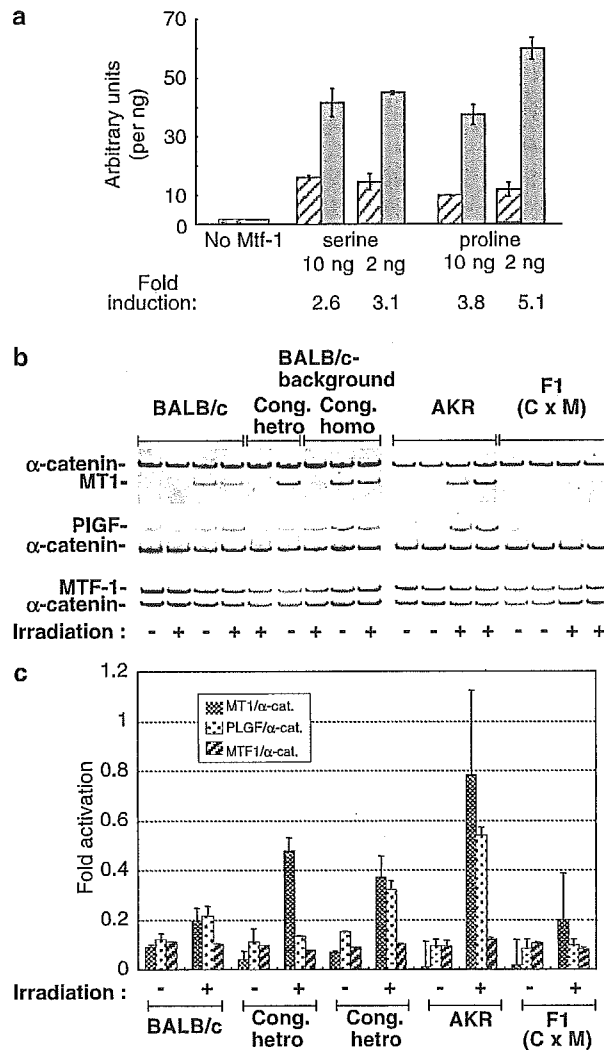 a
Arbitrary units
(per ng)
70
50
30
10
0
No Mtf-1
serine
proline
10 ng 2 ng
10 ng 2 ng
Fold
induction:
2.6 3.1 3.8 5.1
b
BALB/c-
background
BALB/c
Cong.
hetro
Cong.
homo
AKR
F1
(C x M)
α-catenin-
MT1-
PlGF-
α-catenin-
MTF-1-
α-catenin-
Irradiation : - + - + + - + - + - - + + - - + +
c
Fold activation
1.2
1
0.8
0.6
0.4
0.2
0
MT1/α-cat.
PLGF/α-cat.
MTF1/α-cat.
Irradiation : - + - + - + - + - +
BALB/c
Cong.
hetro
Cong.
hetro
AKR
F1
(C x M)